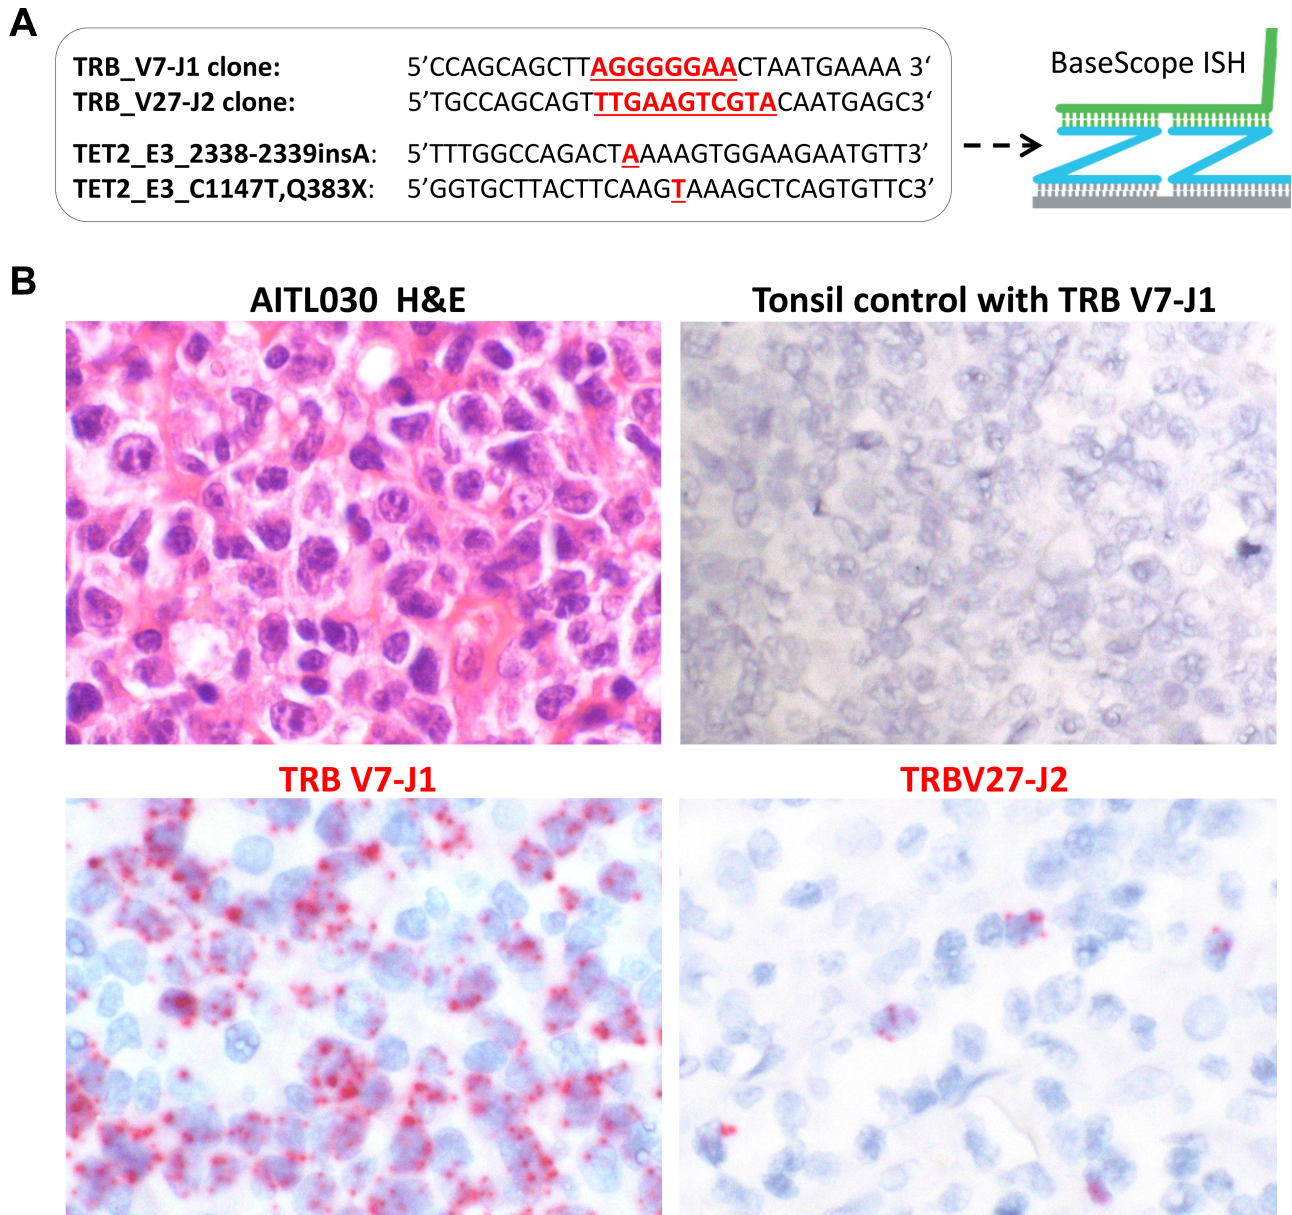 A
TRB_V7-J1 clone: 5’CCAGCAGCTTAGGGGGAACTAATGAAAA 3‘
TRB_V27-J2 clone: 5’TGCCAGCAGTTTGAAGTCGTACAATGAGC3‘
TET2_E3_2338-2339insA: 5’TTTGGCCAGACTAAAAGTGGAAGAATGTT3’
TET2_E3_C1147T,Q383X: 5’GGTGCTTACTTCAAGTAAAGCTCAGTGTTC3’
BaseScope ISH
B
AITL030 H&E
Tonsil control with TRB V7-J1
TRB V7-J1
TRBV27-J2